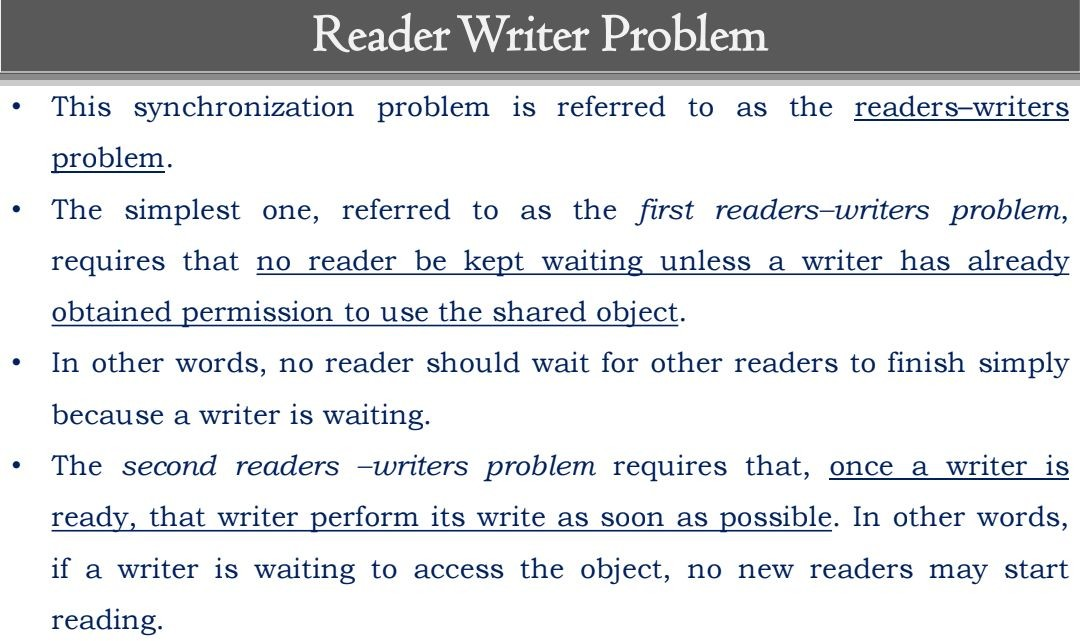 Reader Writer Problem
• This synchronization problem is referred to as the readers–writers
problem.
• The simplest one, referred to as the first readers–writers problem,
requires that no reader be kept waiting unless a writer has already
obtained permission to use the shared object.
• In other words, no reader should wait for other readers to finish simply
because a writer is waiting.
• The second readers –writers problem requires that, once a writer is
ready, that writer perform its write as soon as possible. In other words,
if a writer is waiting to access the object, no new readers may start
reading.